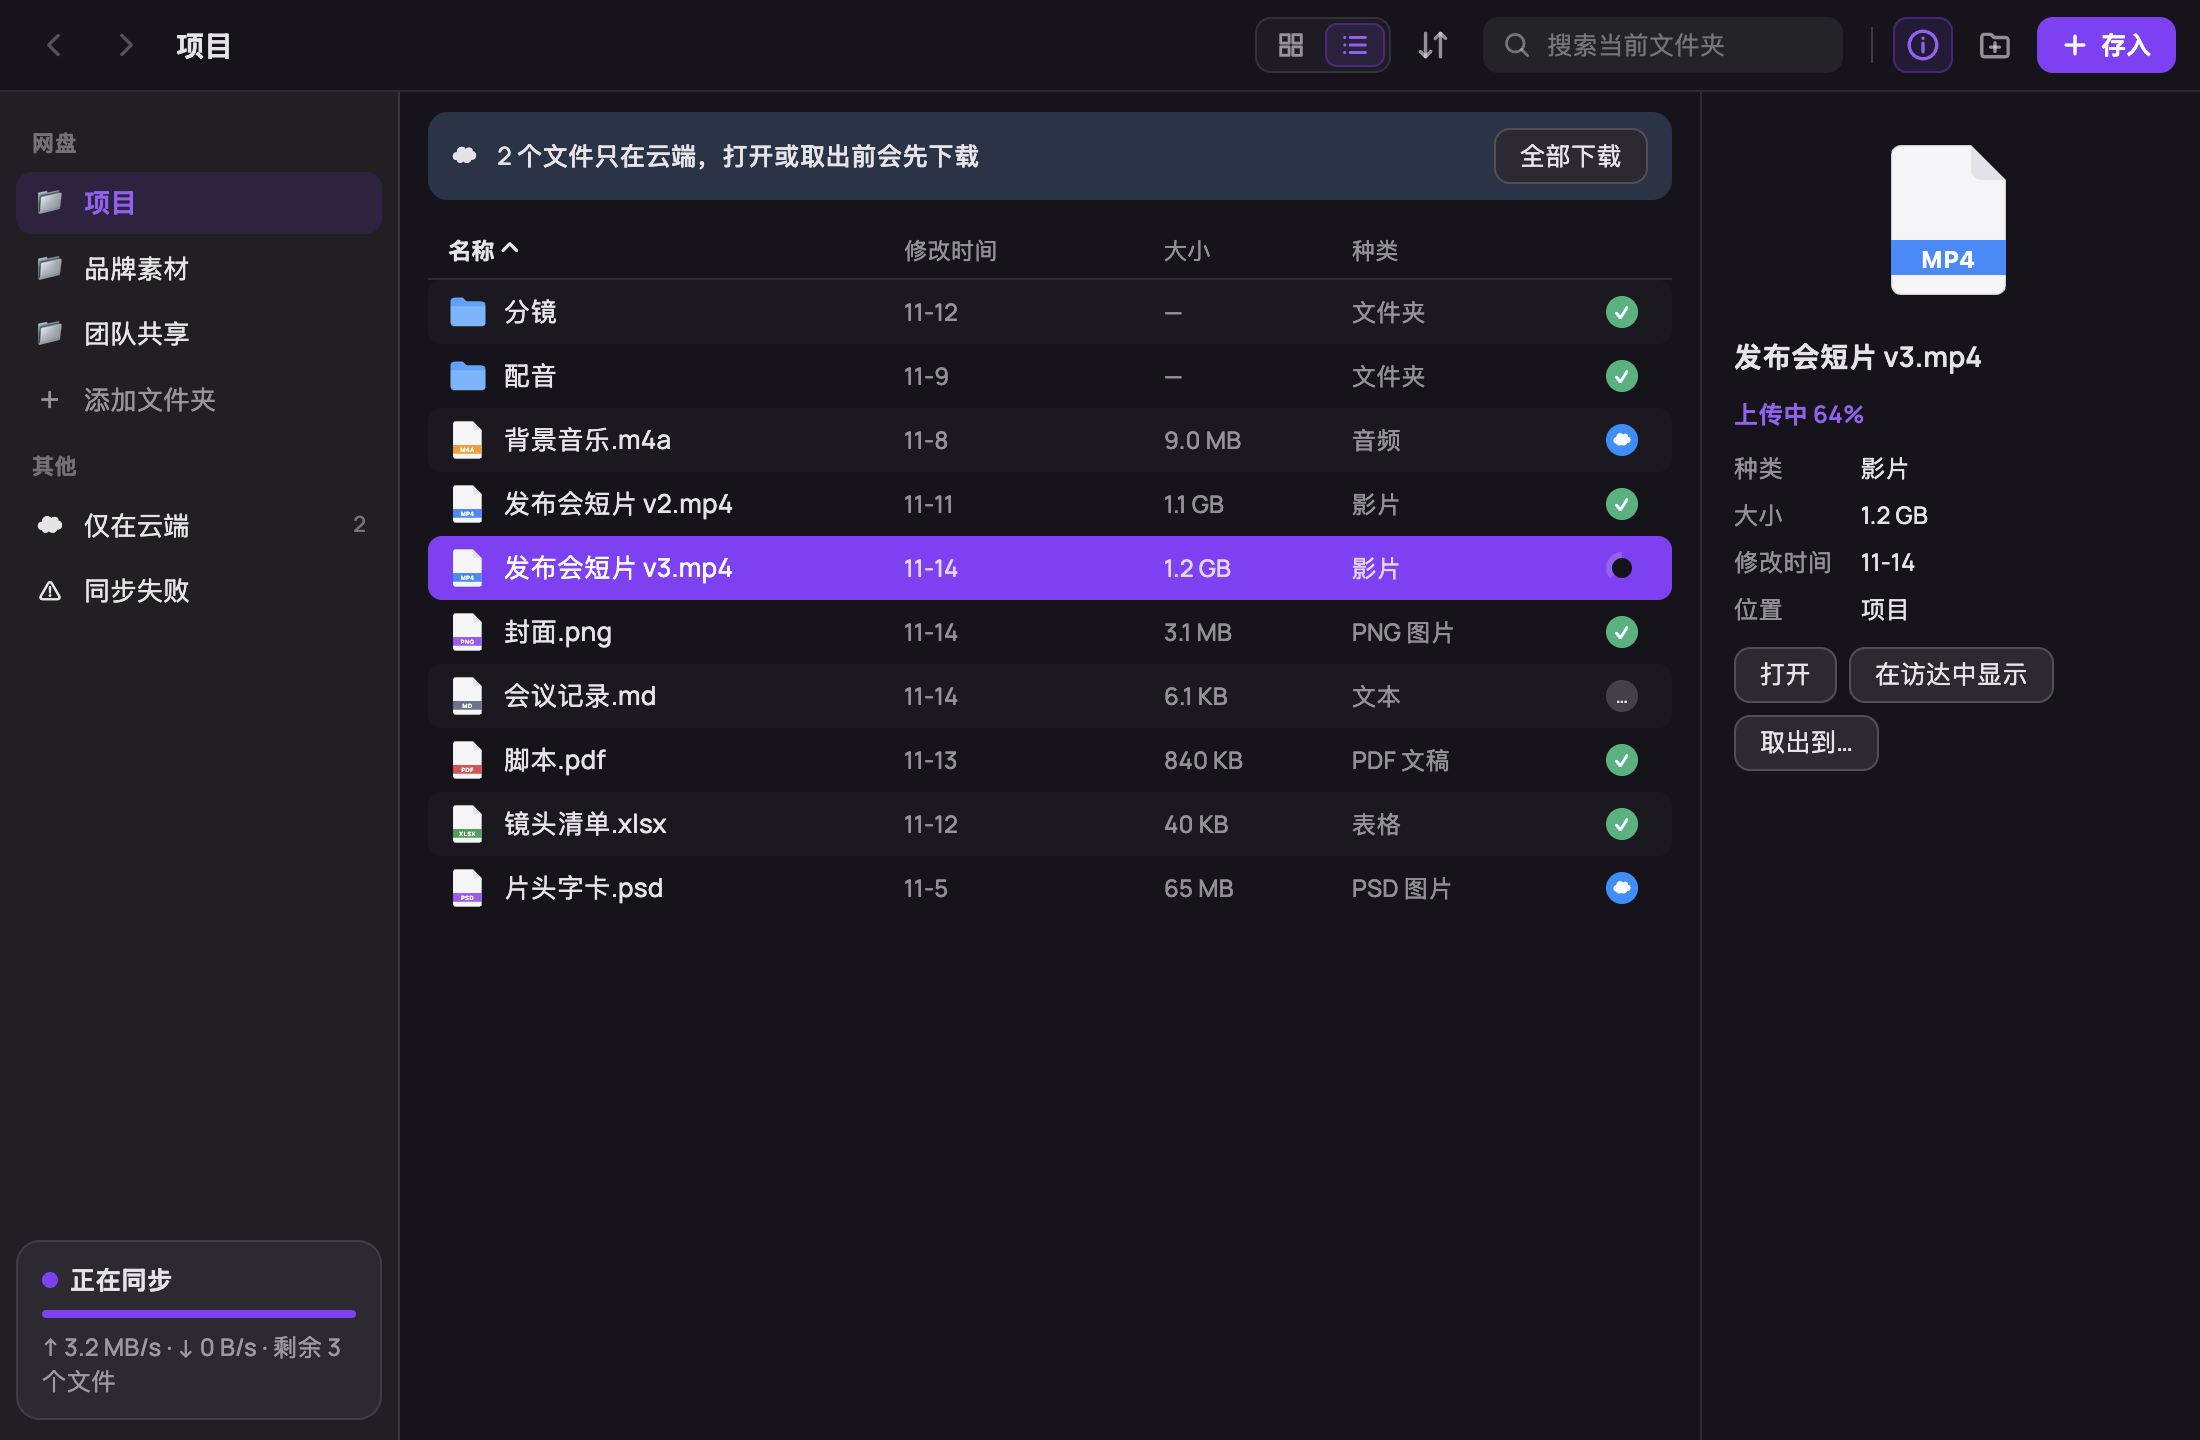 项目
搜索当前文件夹
存入
网盘
项目
品牌素材
团队共享
添加文件夹
其他
仅在云端 2
同步失败
正在同步
↑ 3.2 MB/s · ↓ 0 B/s · 剩余 3
个文件
2 个文件只在云端，打开或取出前会先下载
全部下载
名称 修改时间 大小 种类
分镜 11-12 — 文件夹
配音 11-9 — 文件夹
M4A 背景音乐.m4a 11-8 9.0 MB 音频
MP4 发布会短片 v2.mp4 11-11 1.1 GB 影片
MP4 发布会短片 v3.mp4 11-14 1.2 GB 影片
PNG 封面.png 11-14 3.1 MB PNG 图片
MD 会议记录.md 11-14 6.1 KB 文本 ...
PDF 脚本.pdf 11-13 840 KB PDF 文稿
XLSX 镜头清单.xlsx 11-12 40 KB 表格
PSD 片头字卡.psd 11-5 65 MB PSD 图片
MP4
发布会短片 v3.mp4
上传中 64%
种类 影片
大小 1.2 GB
修改时间 11-14
位置 项目
打开 在访达中显示
取出到...